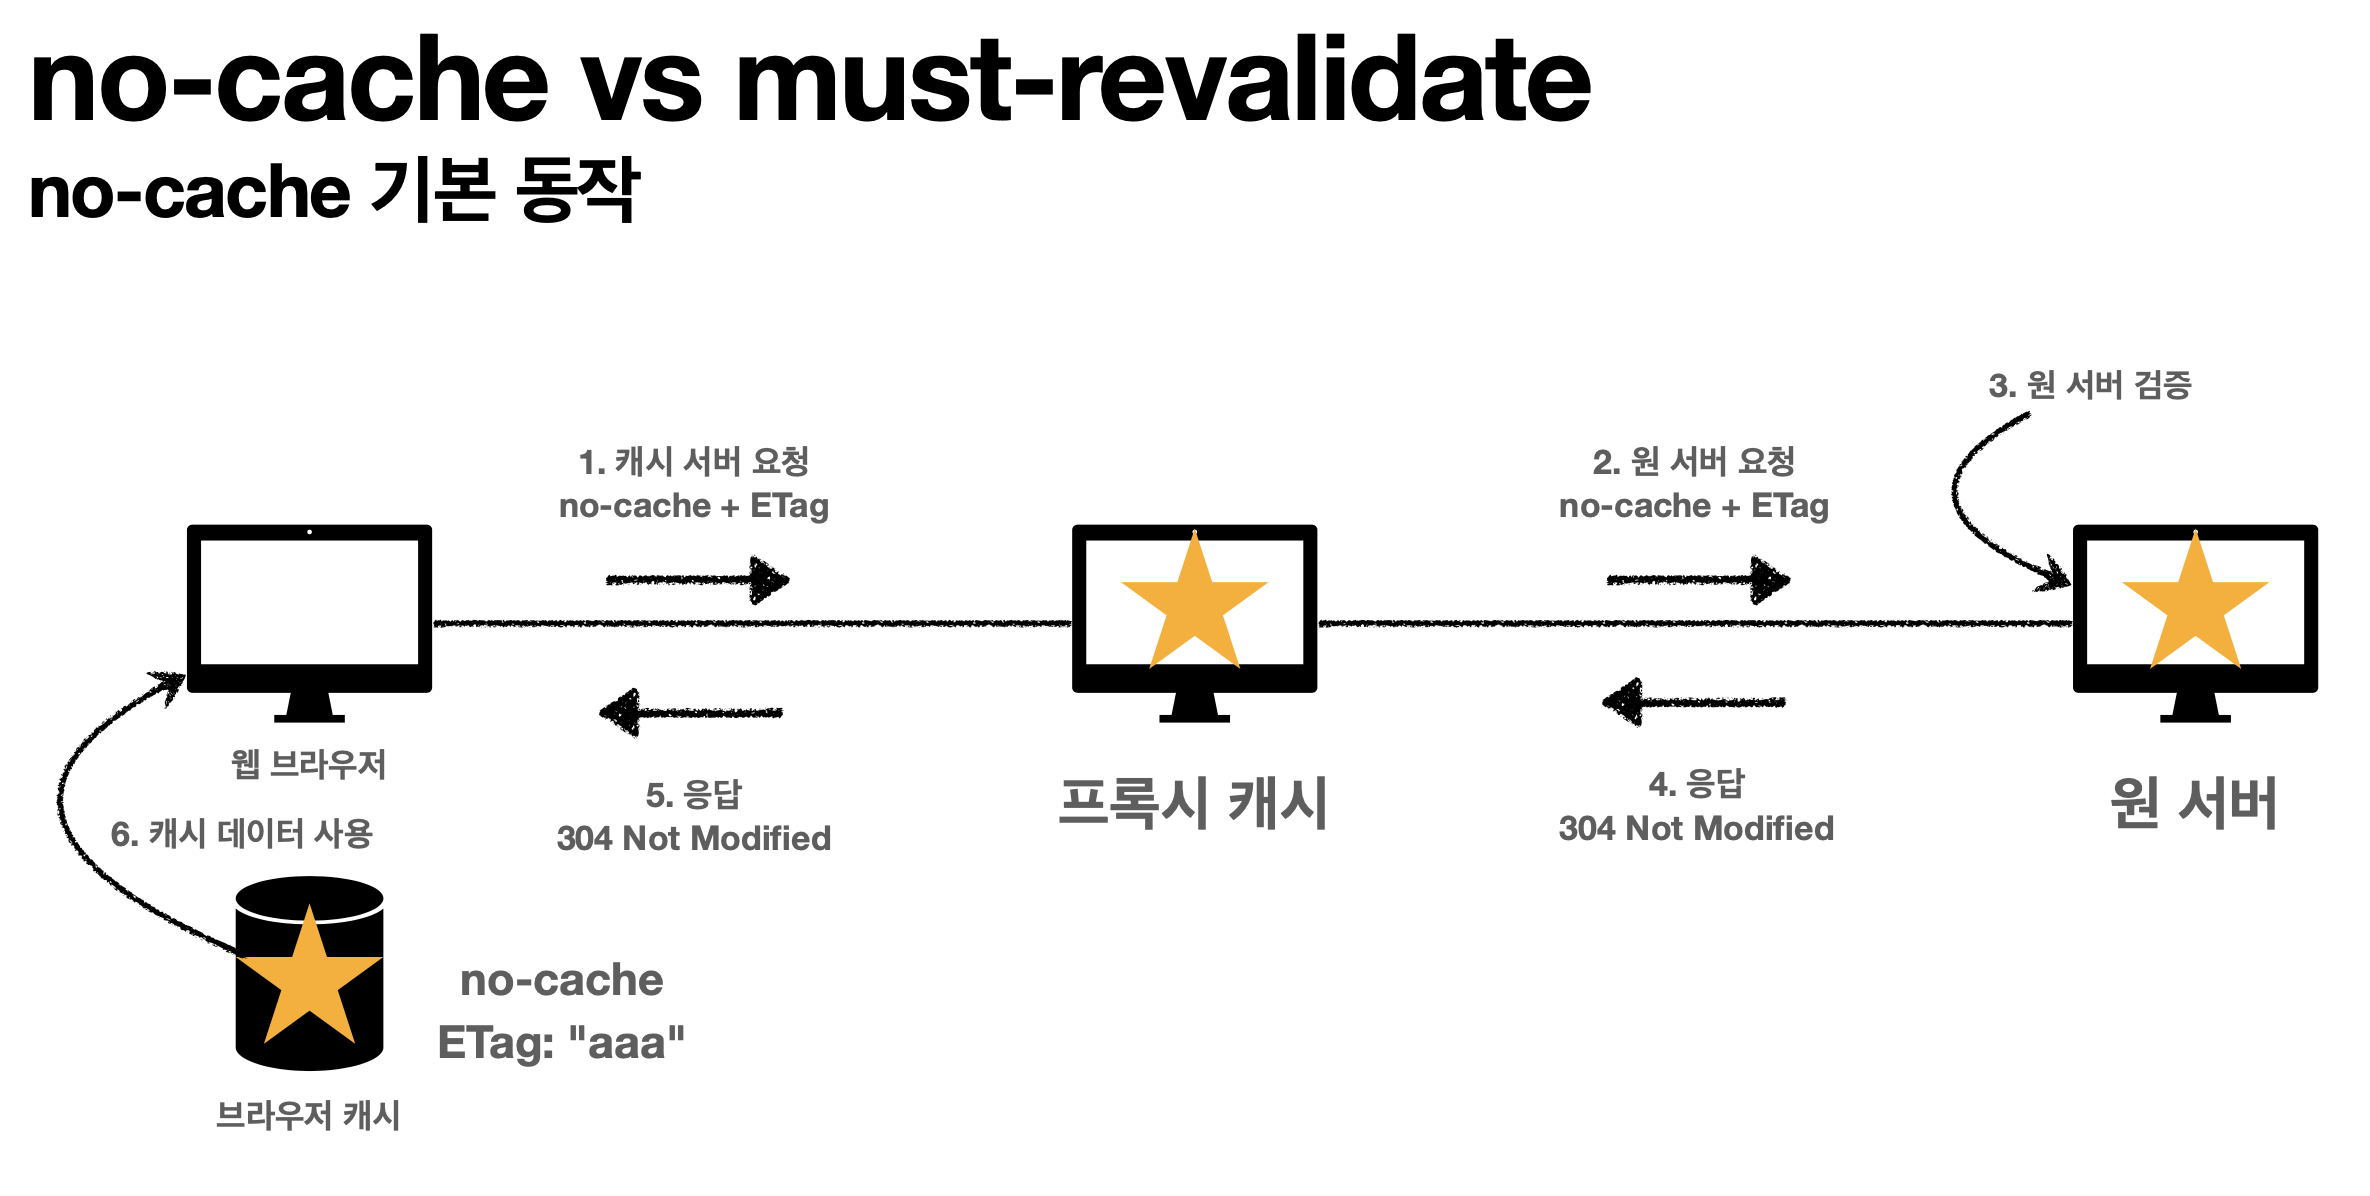 no-cache vs must-revalidate
no-cache 기본 동작
3. 원 서버 검증
1. 캐시 서버 요청
no-cache + ETag
2. 원 서버 요청
no-cache + ETag
웹 브라우저
5. 응답
304 Not Modified
프록시 캐시
4. 응답
304 Not Modified
원 서버
6. 캐시 데이터 사용
no-cache
ETag: "aaa"
브라우저 캐시